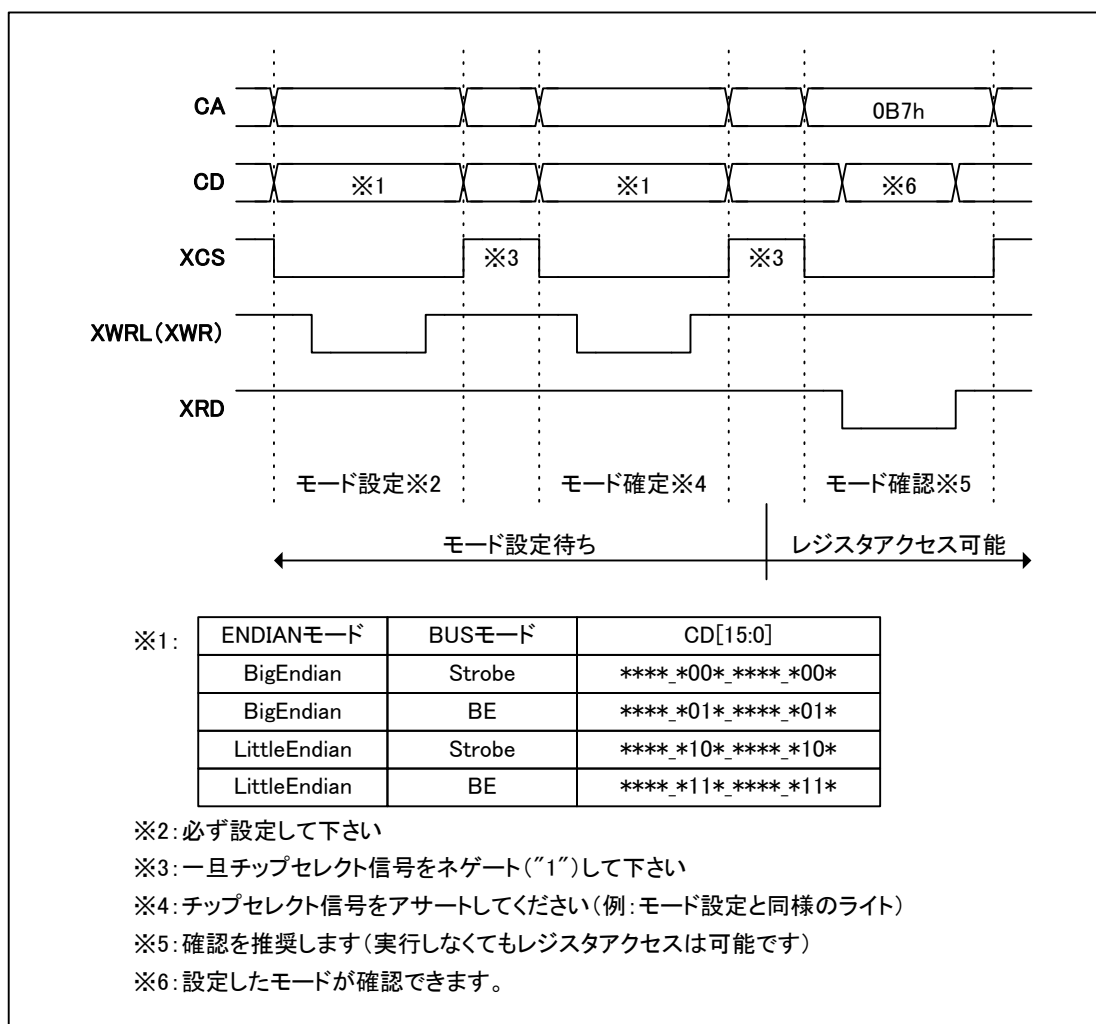 CA
0B7h
CD
※1
※1
※6
XCS
※3
※3
XWRL(XWR)
XRD
モード設定※2
モード確定※4
モード確認※5
モード設定待ち
レジスタアクセス可能
※1:
ENDIANモード BUSモード CD[15:0]
BigEndian Strobe ****_*00*_****_*00*
BigEndian BE ****_*01*_****_*01*
LittleEndian Strobe ****_*10*_****_*10*
LittleEndian BE ****_*11*_****_*11*
※2:必ず設定して下さい
※3:一旦チップセレクト信号をネゲート("1")して下さい
※4:チップセレクト信号をアサートしてください(例:モード設定と同様のライト)
※5:確認を推奨します(実行しなくてもレジスタアクセスは可能です)
※6:設定したモードが確認できます。